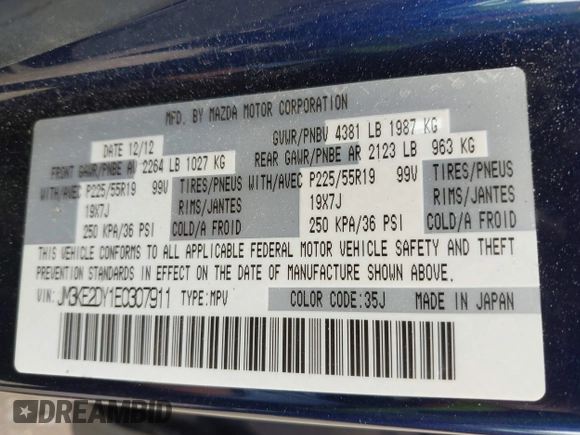 MFD. BY MAZDA MOTOR CORPORATION
DATE 12/12 GVWR/PNBV 4381 LB 1987 KG
FRONT GAWR/PNBE AV 2264 LB 1027 KG REAR GAWR/PNBE AR 2123 LB 963 KG
WITH/AVEC P225/55R19 99V TIRES/PNEUS WITH/AVEC P225/55R19 99V TIRES/PNEUS
19X7J RIMS/JANTES 19X7J RIMS/JANTES
250 KPA/36 PSI COLD/A FROID 250 KPA/36 PSI COLD/A FROID
THIS VEHICLE CONFORMS TO ALL APPLICABLE FEDERAL MOTOR VEHICLE SAFETY AND THEFT
PREVENTION STANDARDS IN EFFECT ON THE DATE OF MANUFACTURE SHOWN ABOVE.
VIN: JM3KE2DY1E0307911 TYPE: MPV COLOR CODE:35J MADE IN JAPAN
DREAMBID